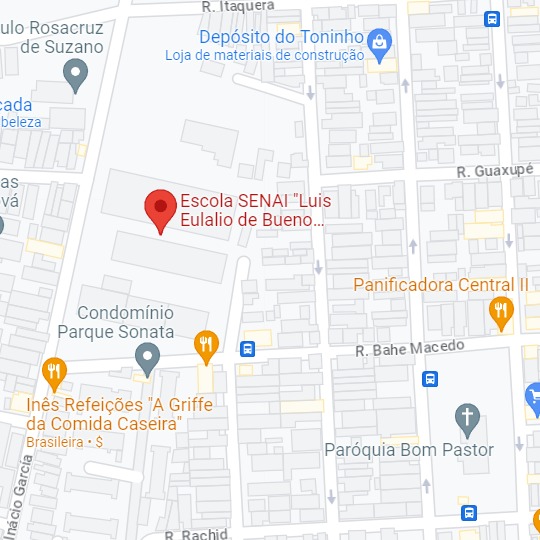 R. Itaquera
ulo Rosacruz
de Suzano
Depósito do Toninho
Loja de materiais de construção
cada
beleza
R. Guaxupé
as
vá
Escola SENAI "Luis
Eulalio de Bueno...
Panificadora Central II
Condomínio
Parque Sonata
R. Bahe Macedo
Inês Refeições "A Griffe
da Comida Caseira"
Brasileira • $
Paróquia Bom Pastor
Inácio Garcia
R. Rachid